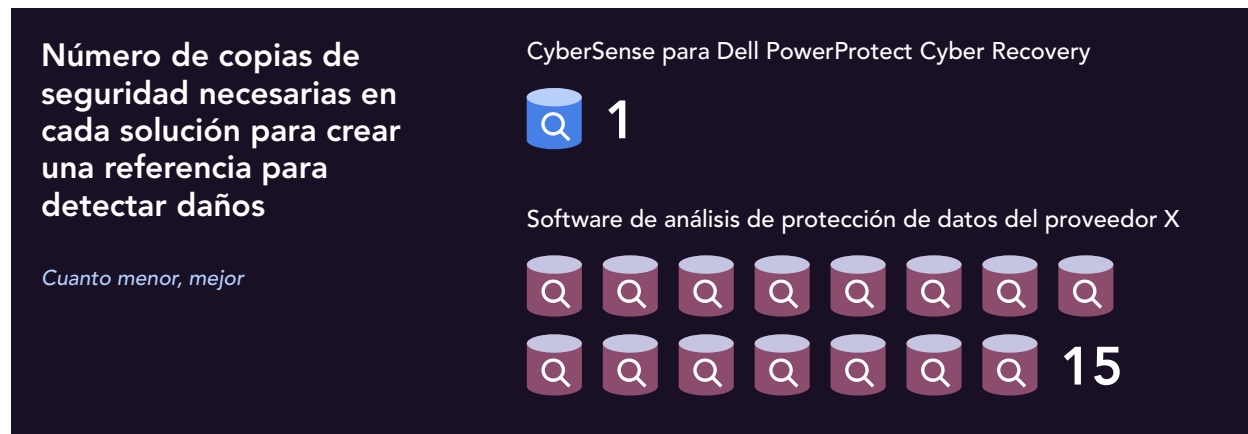 Número de copias de
seguridad necesarias en
cada solución para crear
una referencia para
detectar daños
Cuanto menor, mejor
CyberSense para Dell PowerProtect Cyber Recovery
1
Software de análisis de protección de datos del proveedor X
15